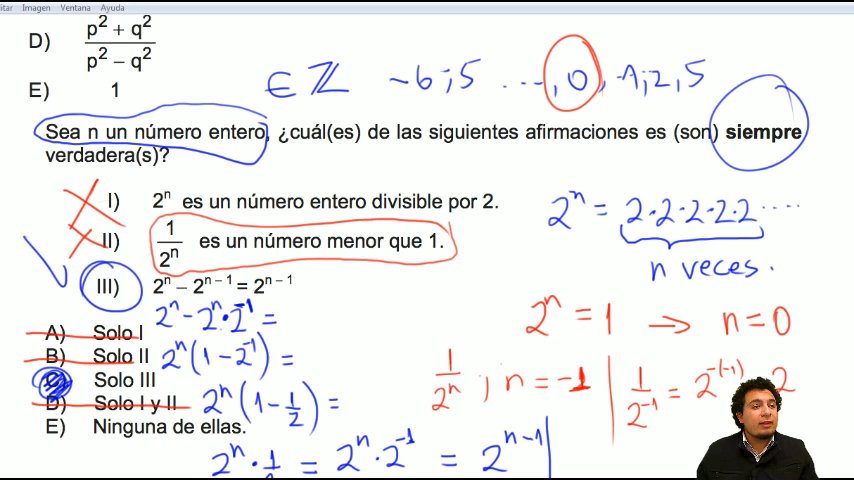 itar Imagen Ventana Ayuda
D) p² + q² / p² − q²
E) 1
∈ ℤ −6; 5 ...., 0, -1; 2, 5
Sea n un número entero, ¿cuál(es) de las siguientes afirmaciones es (son) siempre
verdadera(s)?
I) 2ⁿ es un número entero divisible por 2.
II) 1/2ⁿ es un número menor que 1.
III) 2ⁿ − 2ⁿ⁻¹ = 2ⁿ⁻¹
2ⁿ = 2·2·2·2·2 ....
n veces.
A) Solo I
B) Solo II
C) Solo III
D) Solo I y II
E) Ninguna de ellas.
2ⁿ − 2ⁿ·2⁻¹ =
2ⁿ(1 − 2⁻¹) =
2ⁿ(1 − 1/2) =
2ⁿ · 1/ = 2ⁿ · 2⁻¹ = 2ⁿ⁻¹
2ⁿ = 1 → n = 0
1/2ⁿ ; n = −1 | 1/2⁻¹ = 2⁻⁽⁻¹⁾ 2